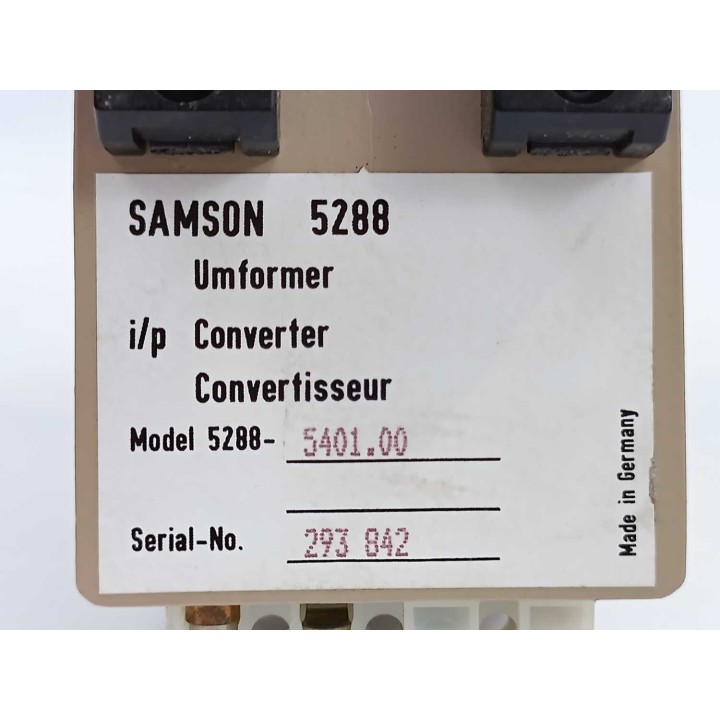 SAMSON 5288
Umformer
i/p Converter
Convertisseur
Model 5288- 5401.00
Serial-No. 293 842
Made in Germany